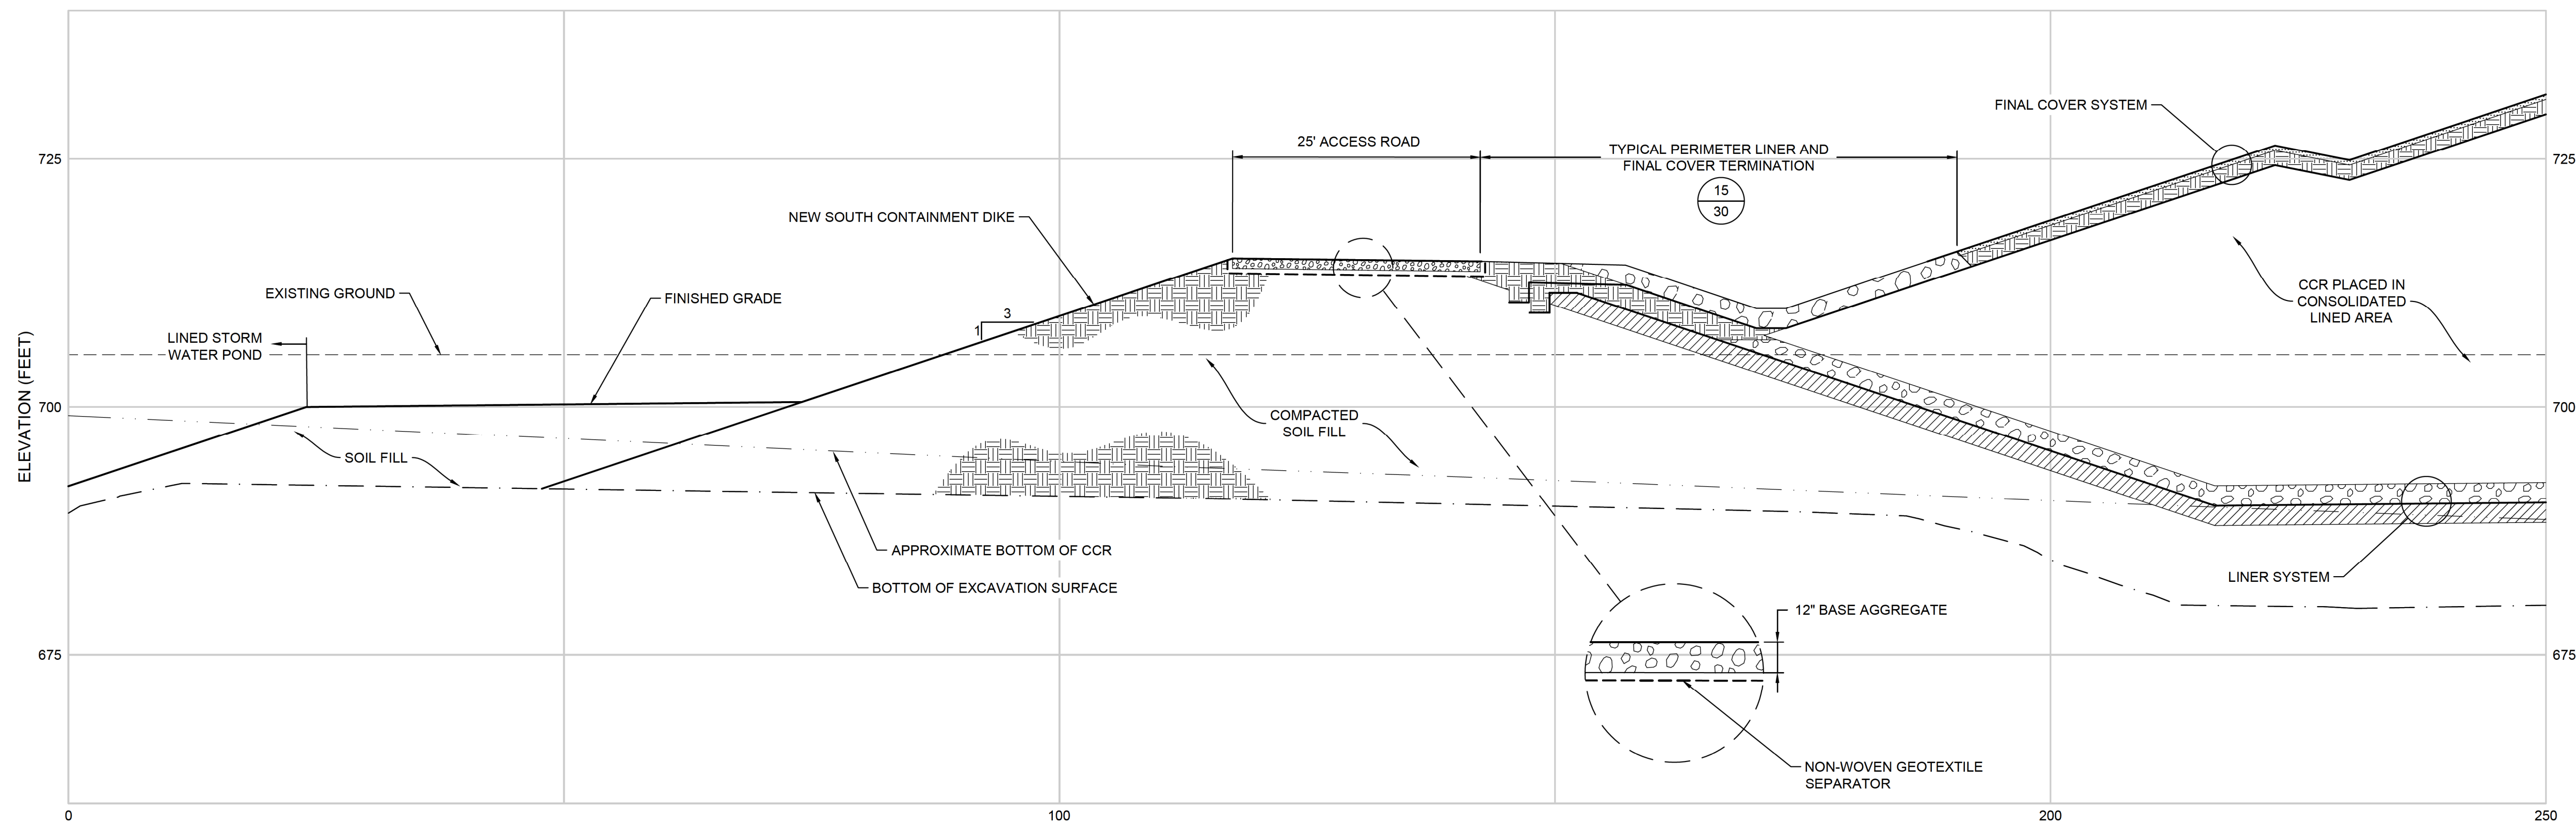 FINAL COVER SYSTEM
25' ACCESS ROAD
TYPICAL PERIMETER LINER AND
FINAL COVER TERMINATION
725
725
15
30
NEW SOUTH CONTAINMENT DIKE
EXISTING GROUND
FINISHED GRADE
CCR PLACED IN
CONSOLIDATED
LINED AREA
3
1
LINED STORM
WATER POND
ELEVATION (FEET)
700
700
COMPACTED
SOIL FILL
SOIL FILL
APPROXIMATE BOTTOM OF CCR
BOTTOM OF EXCAVATION SURFACE
LINER SYSTEM
12" BASE AGGREGATE
675
675
NON-WOVEN GEOTEXTILE
SEPARATOR
0
100
200
250